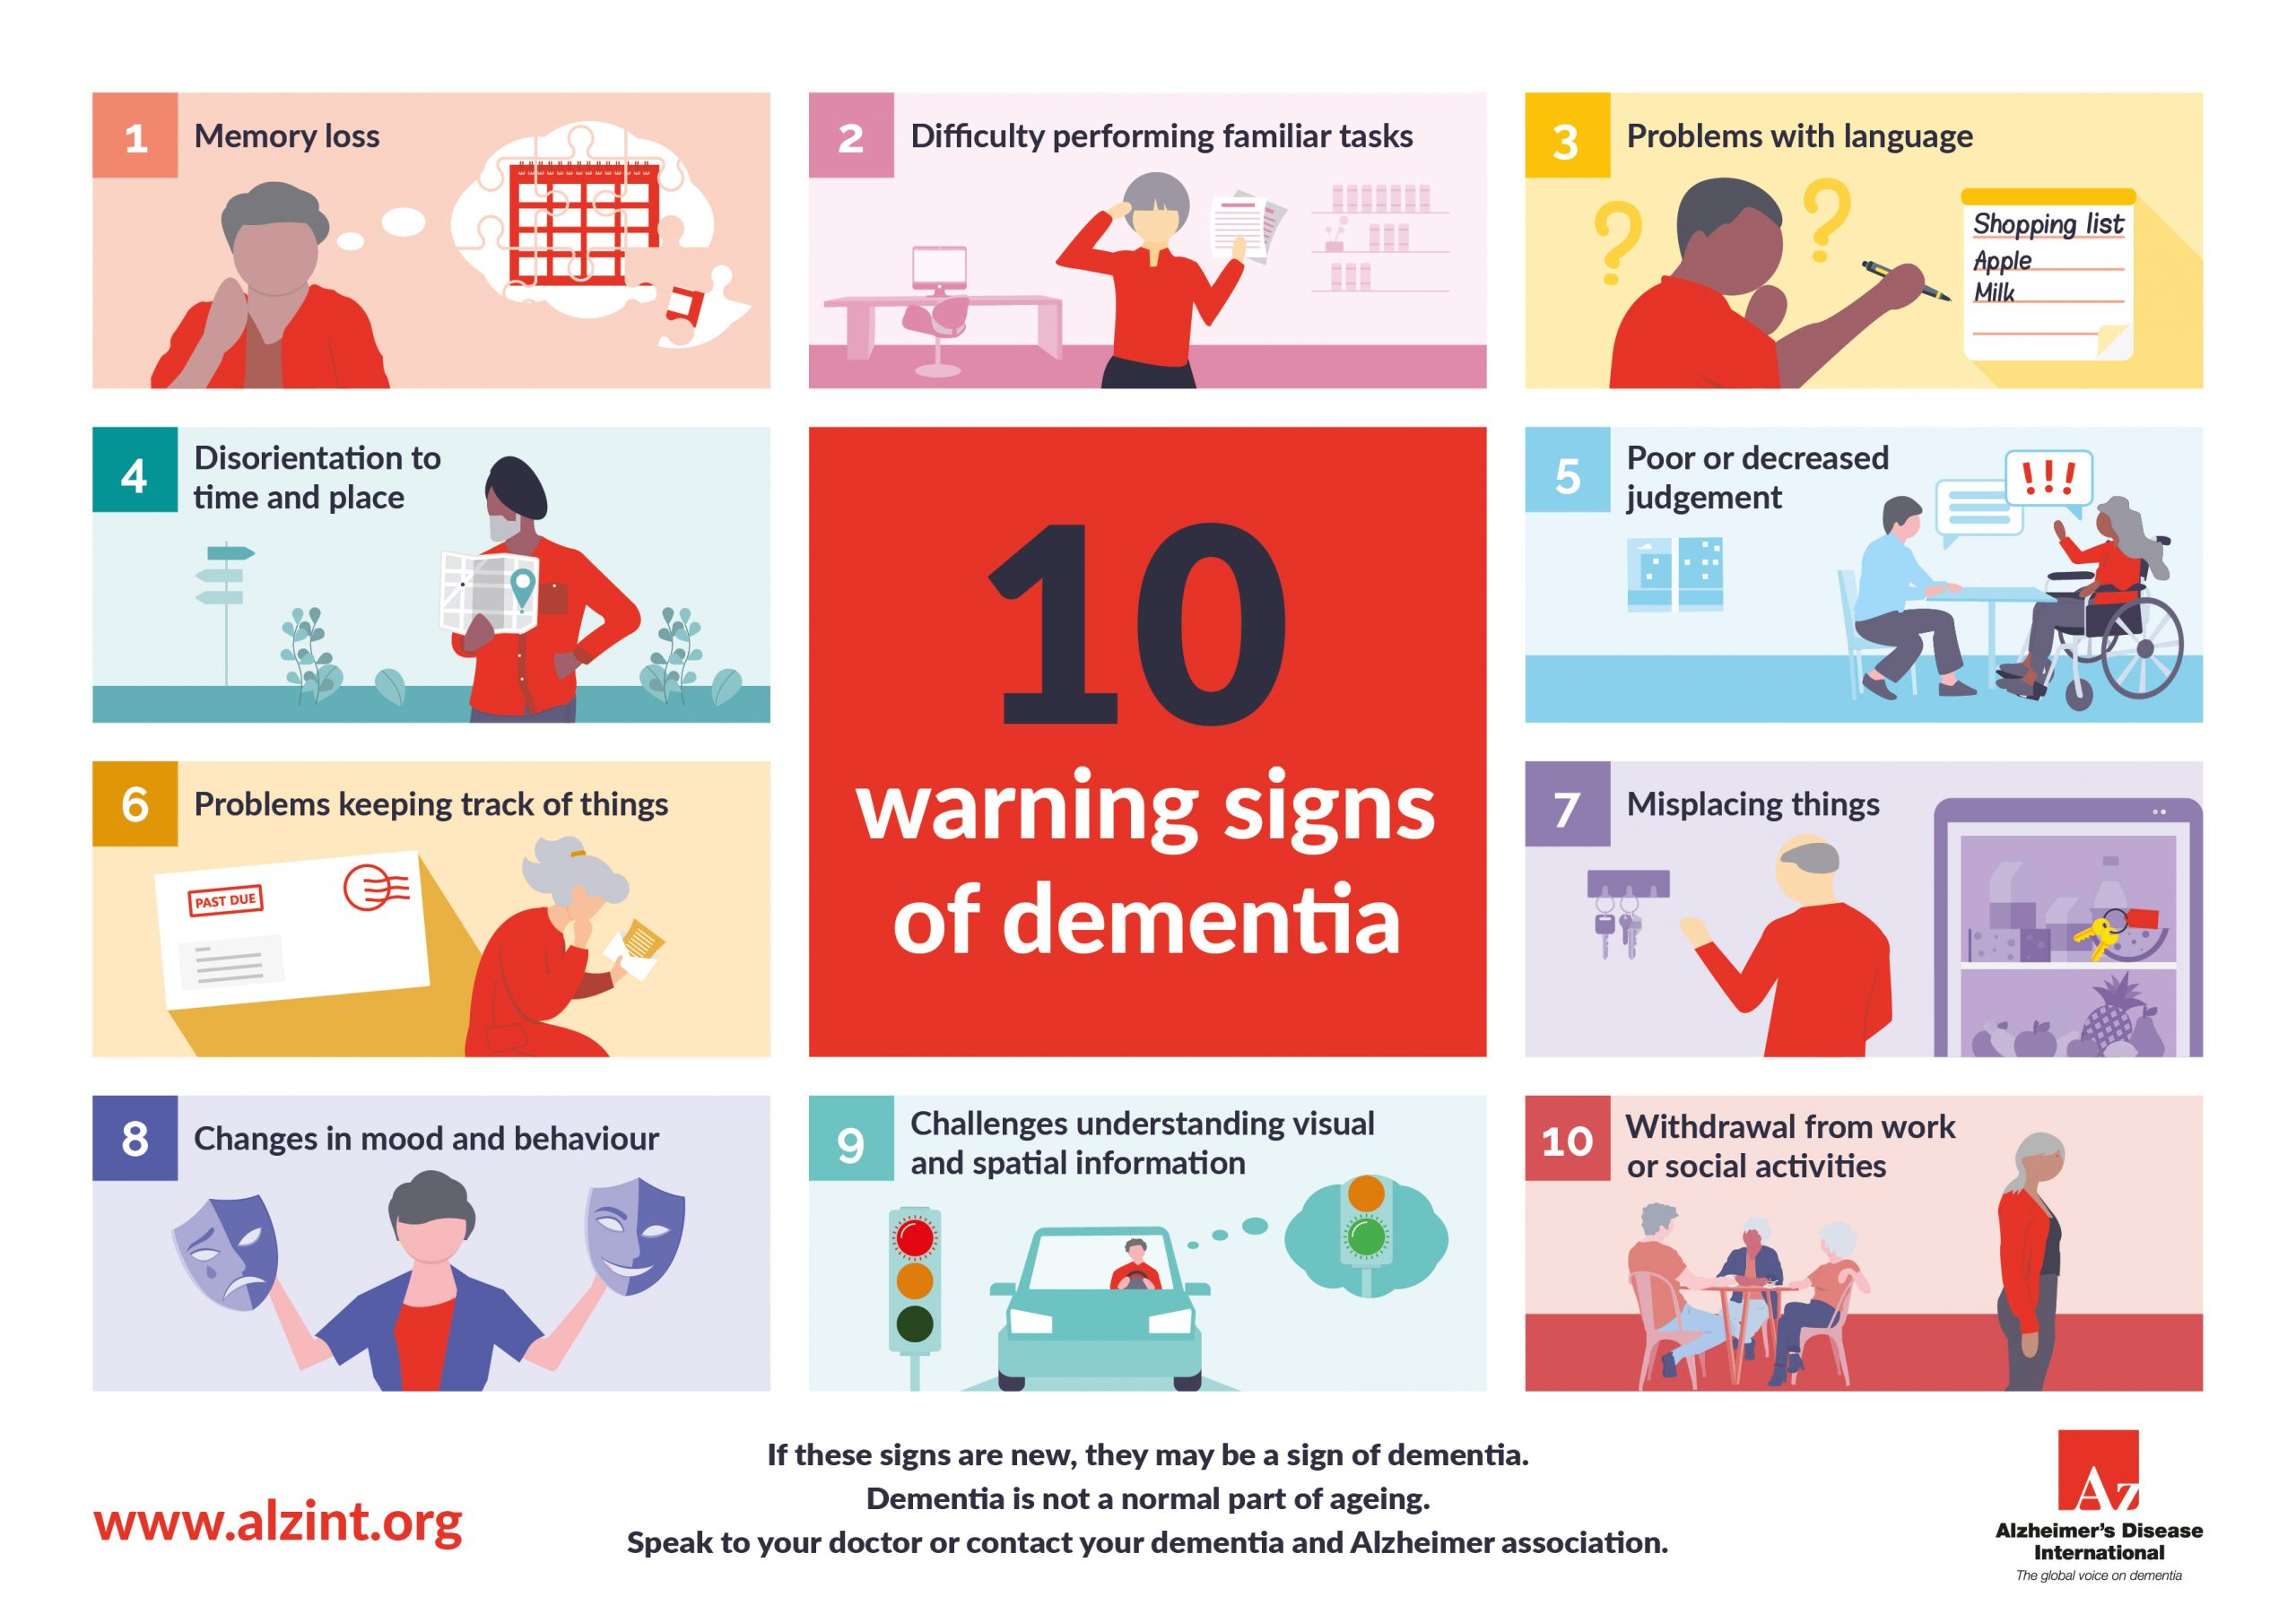 1
Memory loss
2
Difficulty performing familiar tasks
3
Problems with language
Shopping list
Apple
Milk
4
Disorientation to
time and place
10
warning signs
of dementia
5
Poor or decreased
judgement
!!!
6
Problems keeping track of things
PAST DUE
7
Misplacing things
8
Changes in mood and behaviour
9
Challenges understanding visual
and spatial information
10
Withdrawal from work
or social activities
If these signs are new, they may be a sign of dementia.
Dementia is not a normal part of ageing.
Speak to your doctor or contact your dementia and Alzheimer association.
www.alzint.org
Az
Alzheimer's Disease
International
The global voice on dementia